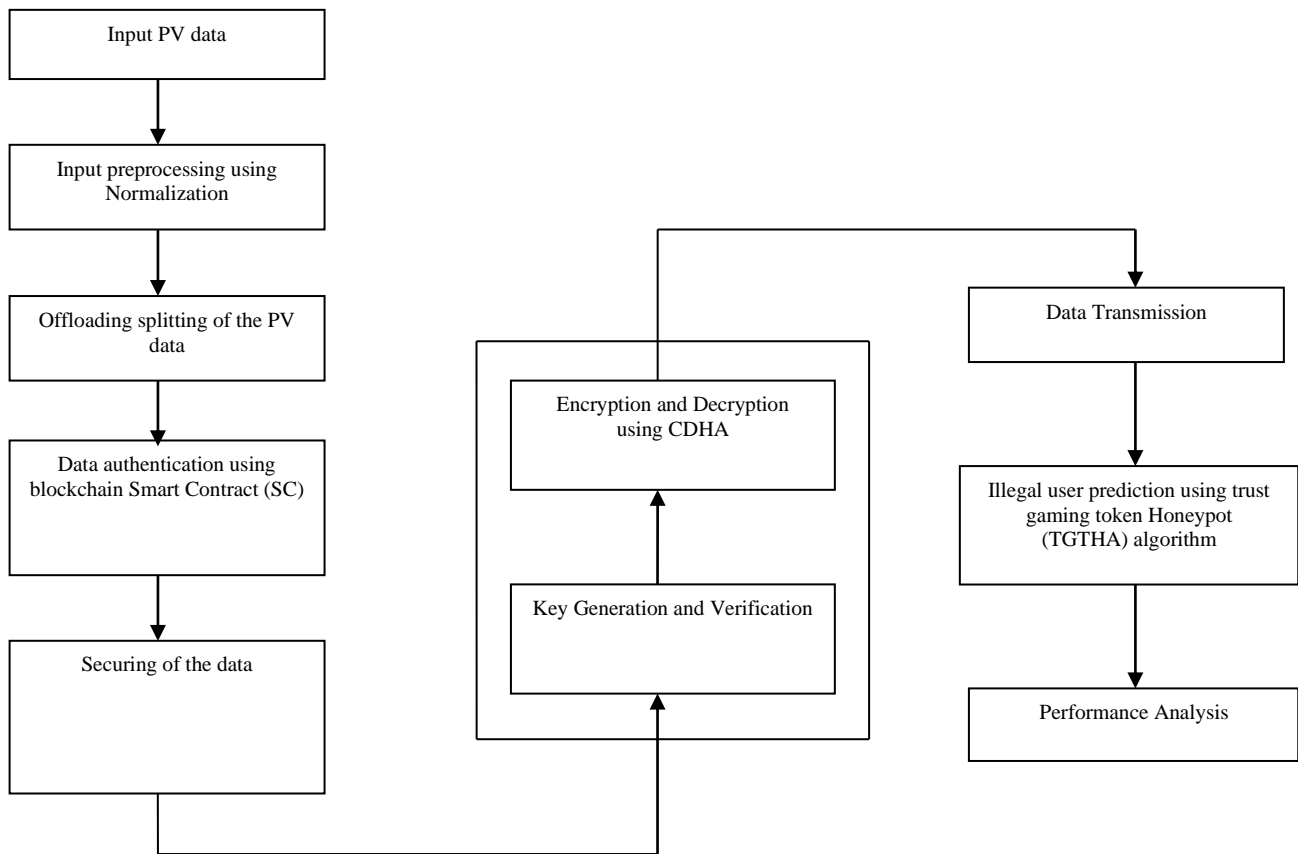 Input PV data
Input preprocessing using
Normalization
Offloading splitting of the PV
data
Data authentication using
blockchain Smart Contract (SC)
Securing of the data
Encryption and Decryption
using CDHA
Key Generation and Verification
Data Transmission
Illegal user prediction using trust
gaming token Honeypot
(TGTHA) algorithm
Performance Analysis